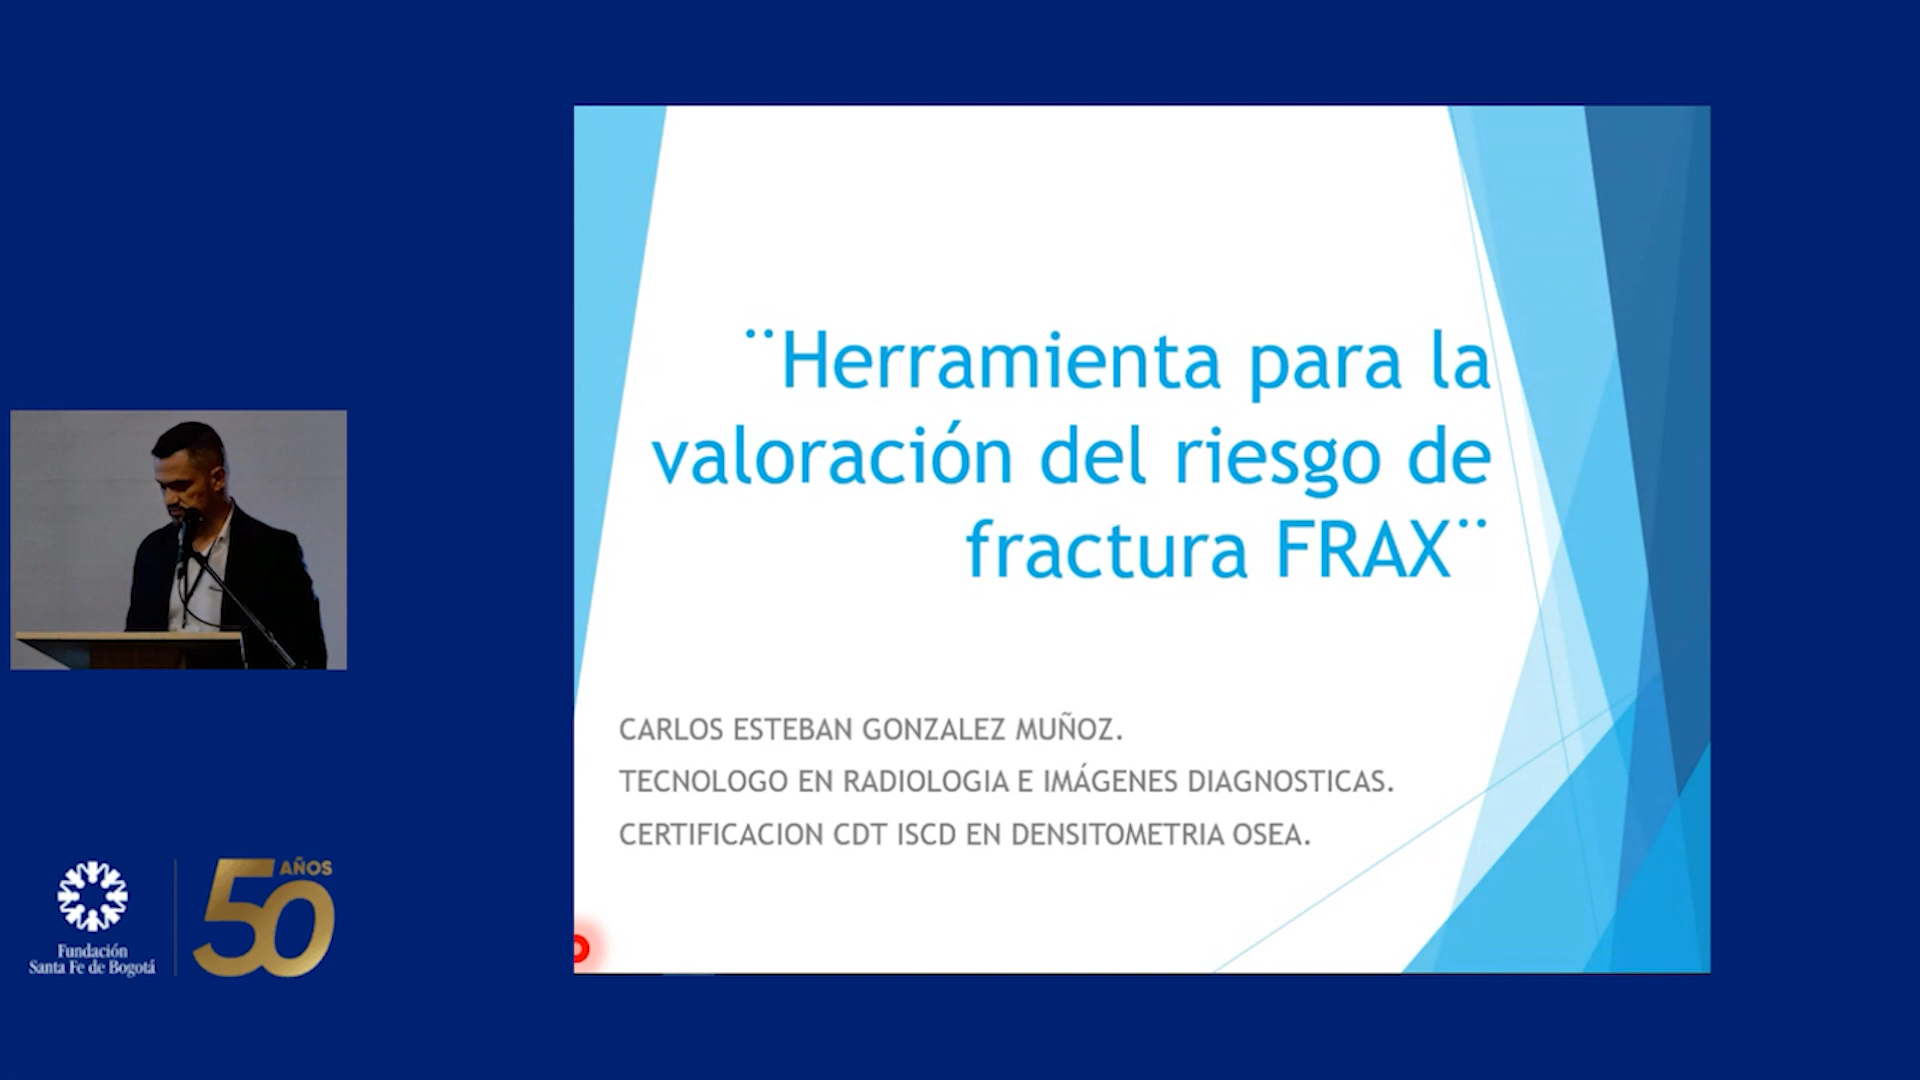 ¨Herramienta para la
valoración del riesgo de
fractura FRAX¨
CARLOS ESTEBAN GONZALEZ MUÑOZ.
TECNOLOGO EN RADIOLOGIA E IMÁGENES DIAGNOSTICAS.
CERTIFICACION CDT ISCD EN DENSITOMETRIA OSEA.
Fundación
Santa Fe de Bogotá
50 AÑOS